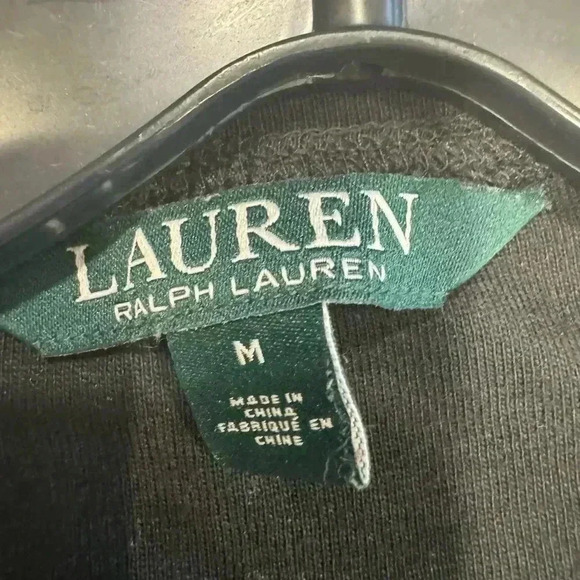 LAUREN
RALPH LAUREN
M
MADE IN
CHINA
FABRIQUÉ EN
CHINE